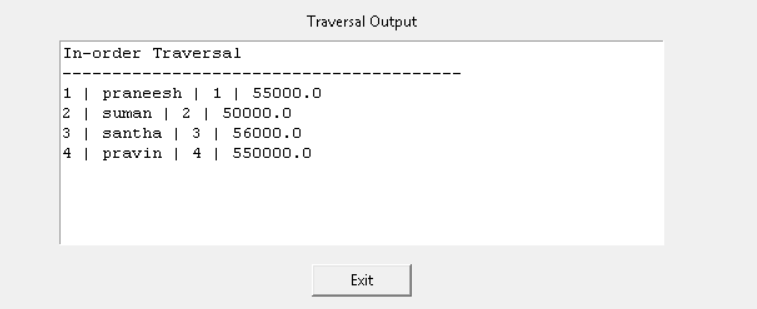 Traversal Output
In-order Traversal
----------------------------------------
1 | praneesh | 1 | 55000.0
2 | suman | 2 | 50000.0
3 | santha | 3 | 56000.0
4 | pravin | 4 | 550000.0
Exit